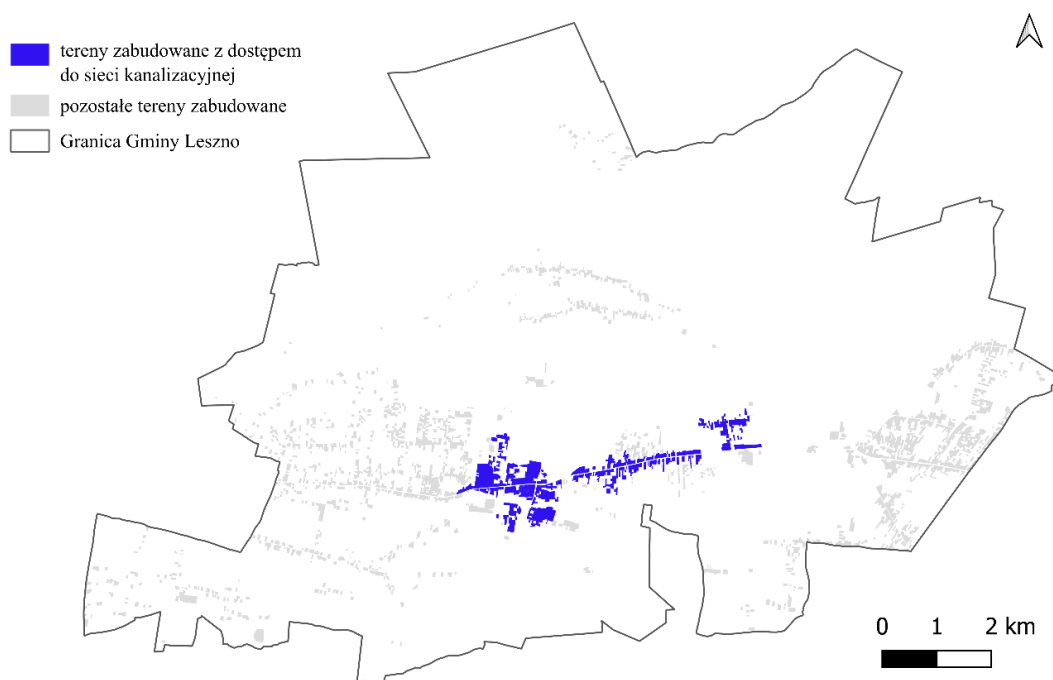 tereny zabudowane z dostępem
do sieci kanalizacyjnej
pozostałe tereny zabudowane
Granica Gminy Leszno
0 1 2 km